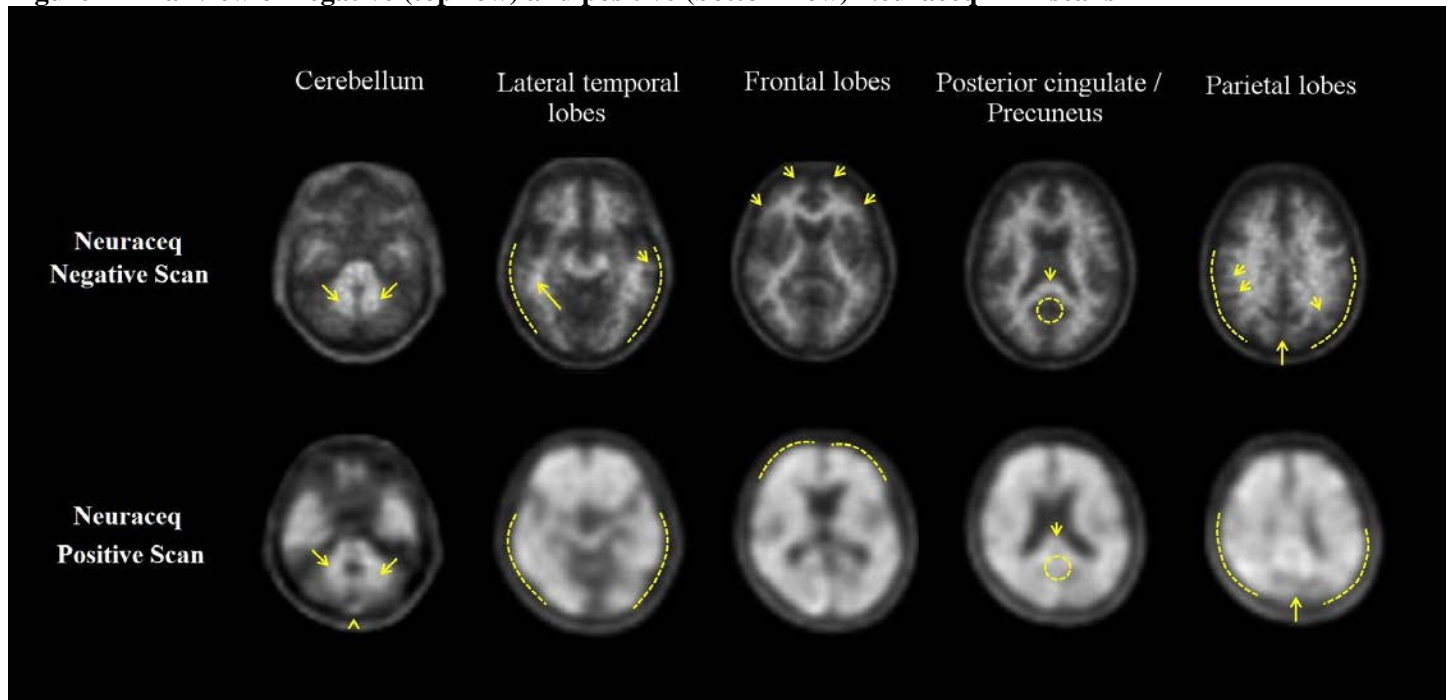 Cerebellum
Lateral temporal
lobes
Frontal lobes
Posterior cingulate /
Precuneus
Parietal lobes
Neuraceq
Negative Scan
Neuraceq
Positive Scan